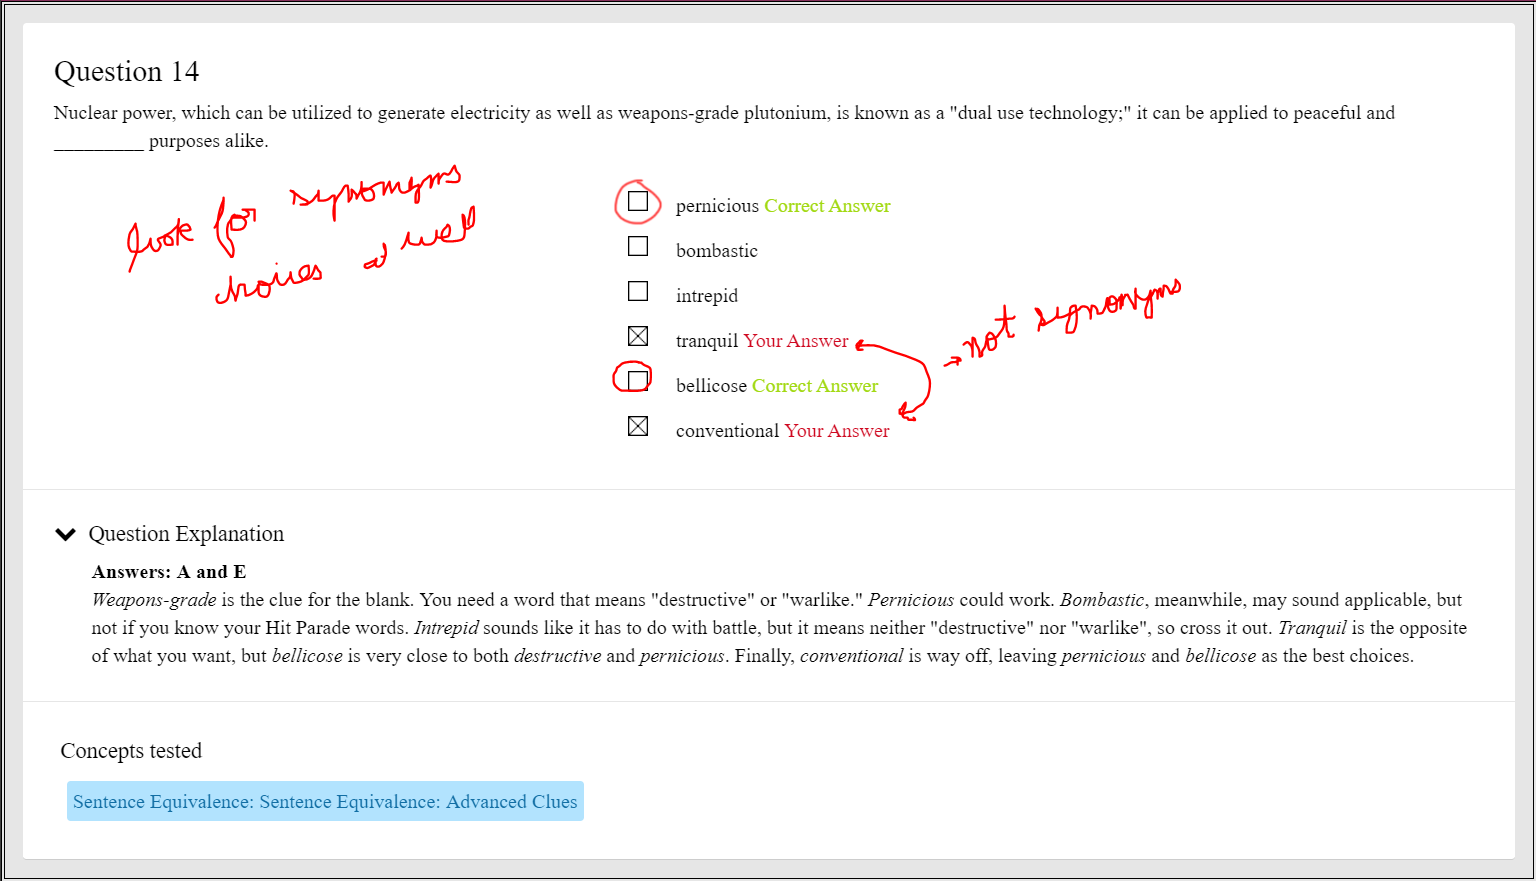 Question 14
Nuclear power, which can be utilized to generate electricity as well as weapons-grade plutonium, is known as a "dual use technology;" it can be applied to peaceful and
_________ purposes alike.
look for synonyms
choices at well
pernicious Correct Answer
bombastic
intrepid
tranquil Your Answer
→ not synonyms
bellicose Correct Answer
conventional Your Answer
Question Explanation
Answers: A and E
Weapons-grade is the clue for the blank. You need a word that means "destructive" or "warlike." Pernicious could work. Bombastic, meanwhile, may sound applicable, but
not if you know your Hit Parade words. Intrepid sounds like it has to do with battle, but it means neither "destructive" nor "warlike", so cross it out. Tranquil is the opposite
of what you want, but bellicose is very close to both destructive and pernicious. Finally, conventional is way off, leaving pernicious and bellicose as the best choices.
Concepts tested
Sentence Equivalence: Sentence Equivalence: Advanced Clues